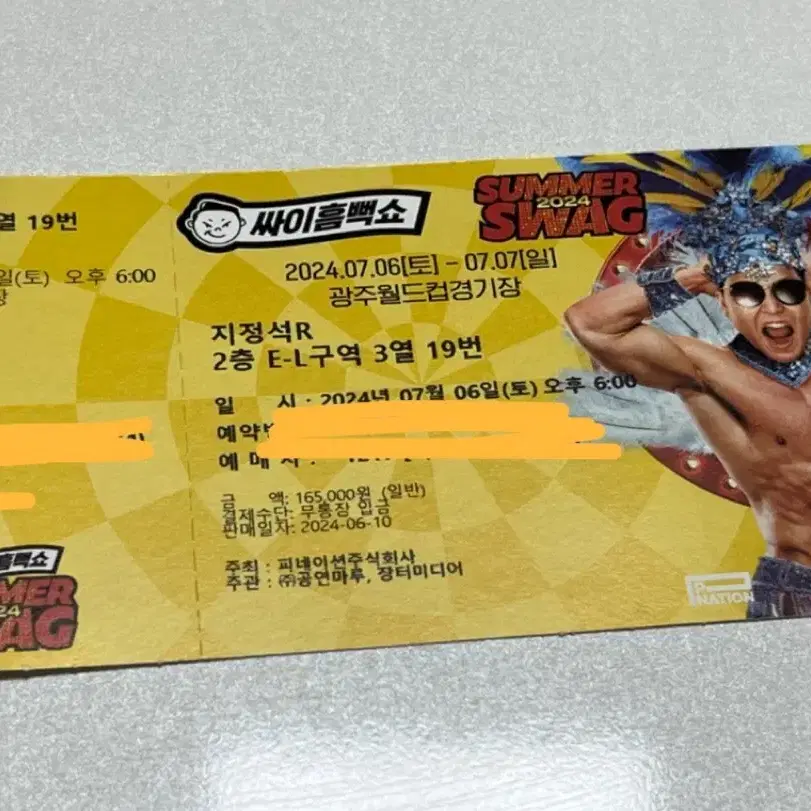 열 19번
일(토) 오후 6:00
장
싸이흠뻑쇼
SUMMER
2024
SWAG
2024.07.06[토] - 07.07[일]
광주월드컵경기장
지정석R
2층 E-L구역 3열 19번
일 시 : 2024년 07월 06일(토) 오후 6:00
예약번
예 매 자 :
금 액: 165,000원 (일반)
결제수단: 무통장 입금
판매일자: 2024-06-10
주최 : 피네이션주식회사
주관 : ㈜공연마루, 장터미디어
흠뻑쇼
MER
24
AG
P NATION